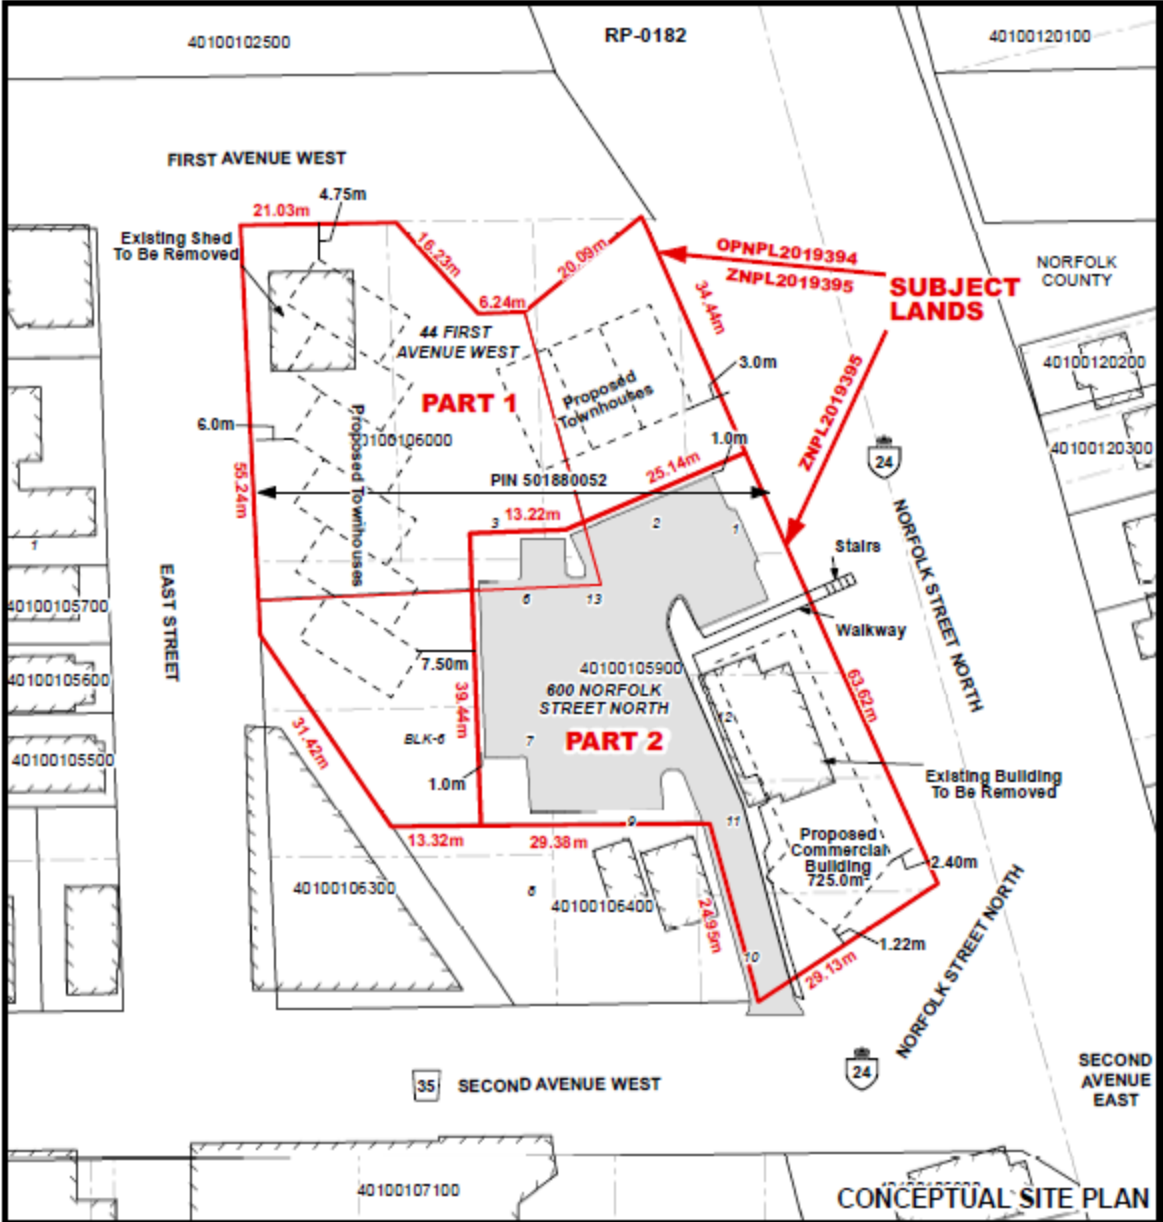 40100102500
RP-0182
40100120100
FIRST AVENUE WEST
4.75m
21.03m
Existing Shed
To Be Removed
16.23m
20.09m
6.24m
OPNPL2019394
ZNPL2019395
SUBJECT
LANDS
NORFOLK
COUNTY
34.44m
44 FIRST
AVENUE WEST
40100120200
3.0m
PART 1
Proposed
Townhouses
ZNPL2019395
6.0m
Proposed Townhouses
100106000
1.0m
40100120300
24
25.14m
PIN 501880052
55.24m
13.22m
3
2
1
NORFOLK STREET NORTH
1
Stairs
EAST STREET
40100105700
6
13
Walkway
7.50m
40100105900
600 NORFOLK
STREET NORTH
40100105600
39.44m
63.62m
12
31.42m
BLK-6
7
PART 2
40100105500
1.0m
Existing Building
To Be Removed
9
11
13.32m
29.38m
Proposed
Commercial
Building
725.0m²
2.40m
40100106300
6
40100106400
24.95m
10
1.22m
29.13m
NORFOLK STREET NORTH
24
35
SECOND AVENUE WEST
SECOND
AVENUE
EAST
40100107100
CONCEPTUAL SITE PLAN